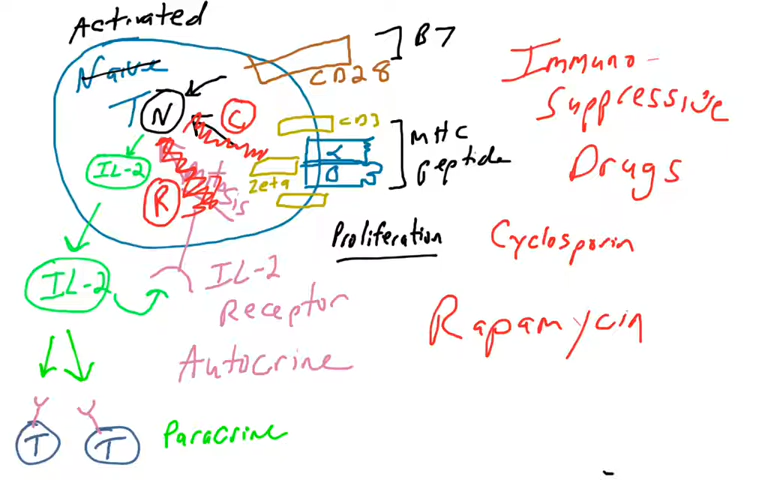 Activated
Naive
T
N
C
IL-2
R
CD28
B7
CD3
Zeta
α
β
MHC
Peptide
Immuno-
Suppressive
Drugs
Proliferation
Cyclosporin
Rapamycin
IL-2
IL-2
Receptor
Autocrine
T
T
Paracrine